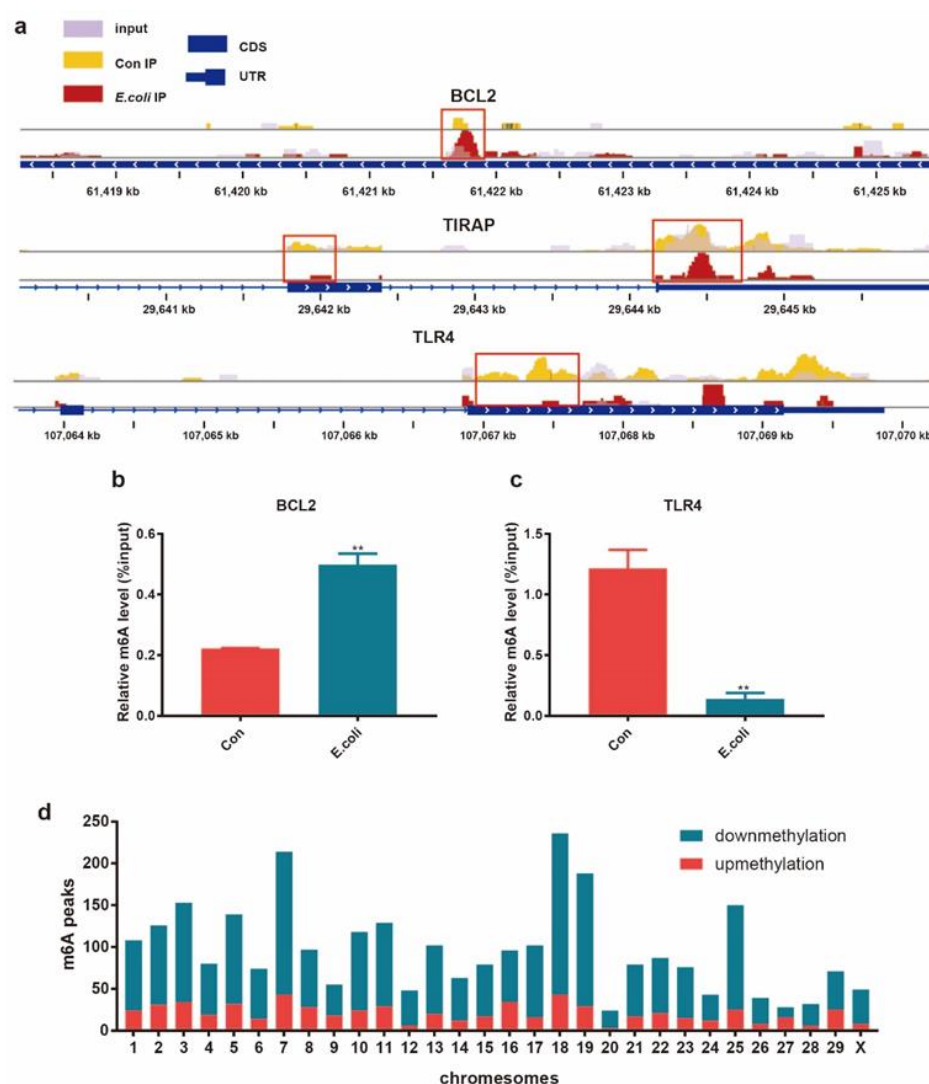 a
input
Con IP
E.coli IP
CDS
UTR
BCL2
61,419 kb 61,420 kb 61,421 kb 61,422 kb 61,423 kb 61,424 kb 61,425 kb
TIRAP
29,641 kb 29,642 kb 29,643 kb 29,644 kb 29,645 kb
TLR4
107,064 kb 107,065 kb 107,066 kb 107,067 kb 107,068 kb 107,069 kb 107,070 kb
b
BCL2
Relative m6A level (%input)
0.6
0.4
0.2
0.0
**
Con
E.coli
c
TLR4
Relative m6A level (%input)
1.5
1.0
0.5
0.0
**
Con
E.coli
d
m6A peaks
250
200
150
100
50
0
downmethylation
upmethylation
1 2 3 4 5 6 7 8 9 10 11 12 13 14 15 16 17 18 19 20 21 22 23 24 25 26 27 28 29 X
chromesomes